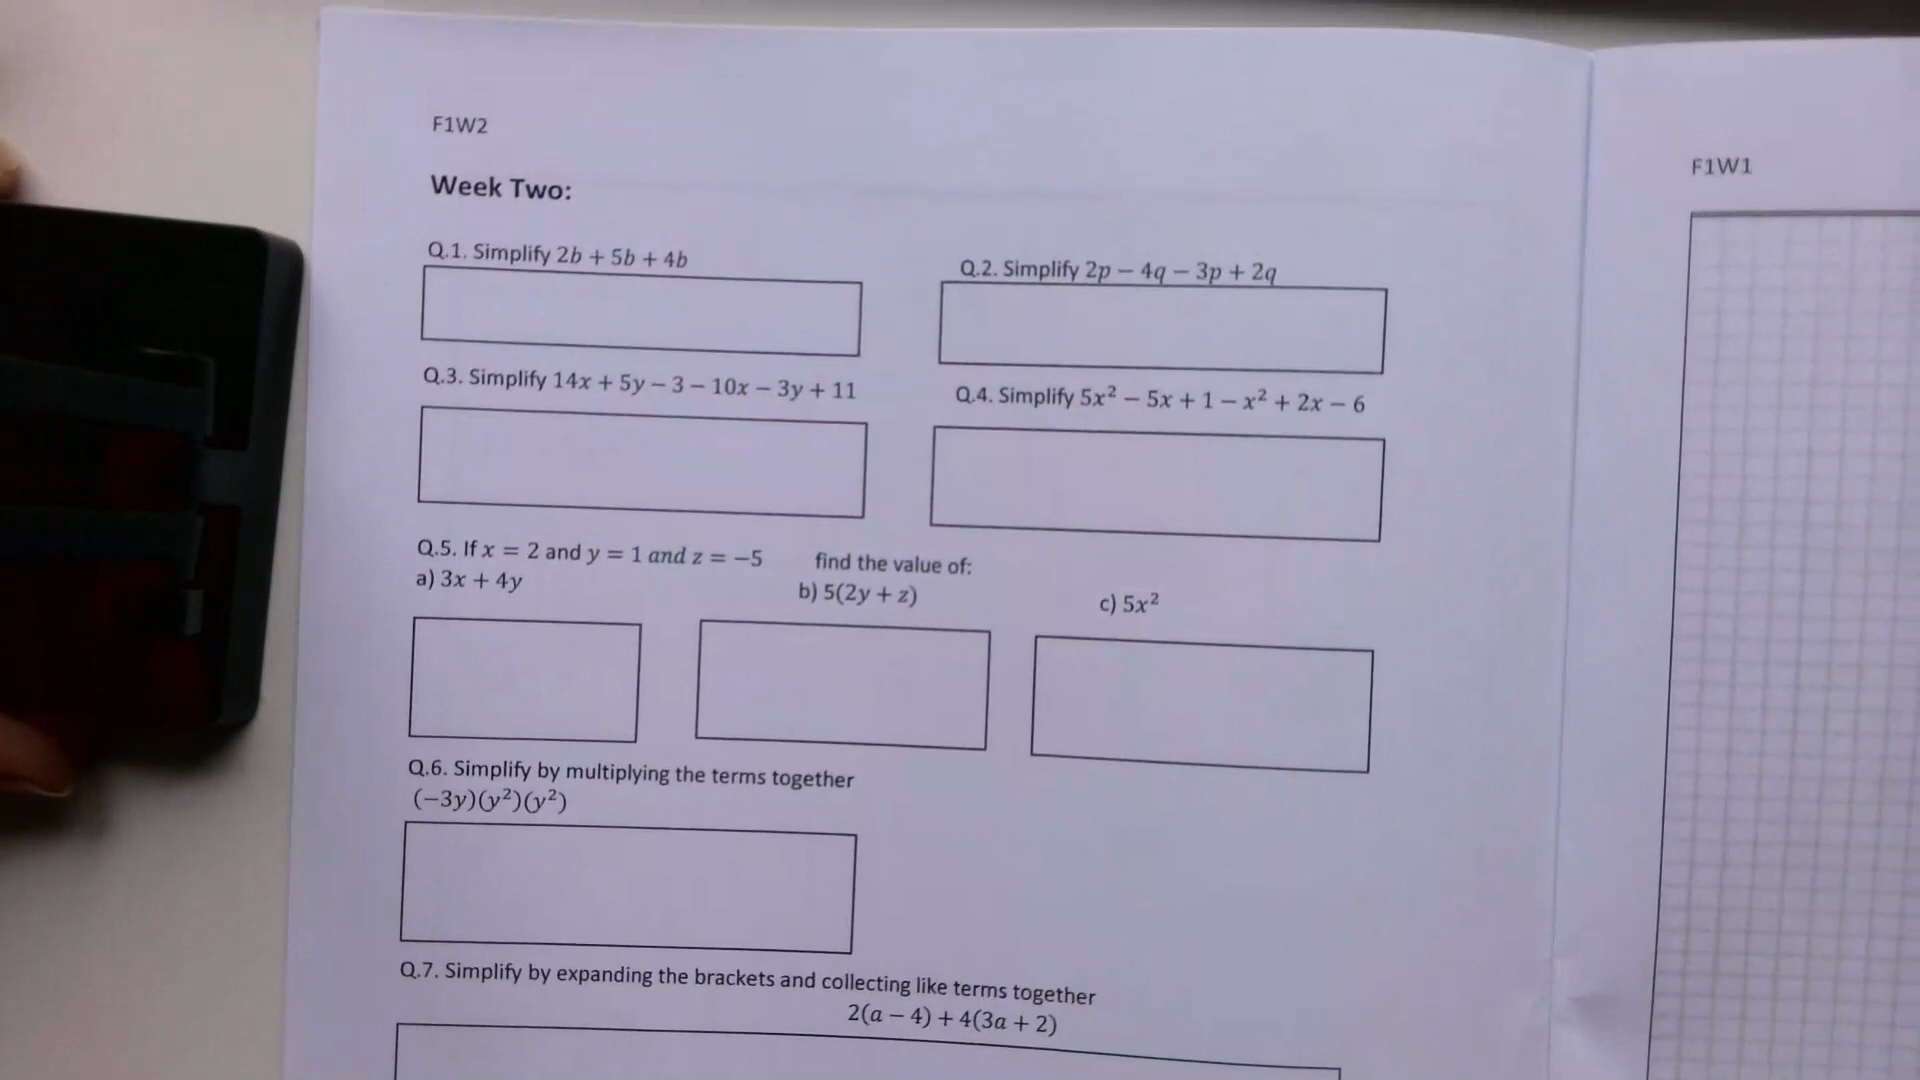 F1W2
Week Two:
Q.1. Simplify 2b + 5b + 4b
Q.2. Simplify 2p − 4q − 3p + 2q
Q.3. Simplify 14x + 5y − 3 − 10x − 3y + 11
Q.4. Simplify 5x² − 5x + 1 − x² + 2x − 6
Q.5. If x = 2 and y = 1 and z = −5 find the value of:
a) 3x + 4y b) 5(2y + z) c) 5x²
Q.6. Simplify by multiplying the terms together
(−3y)(y²)(y²)
Q.7. Simplify by expanding the brackets and collecting like terms together
2(a − 4) + 4(3a + 2)
F1W1